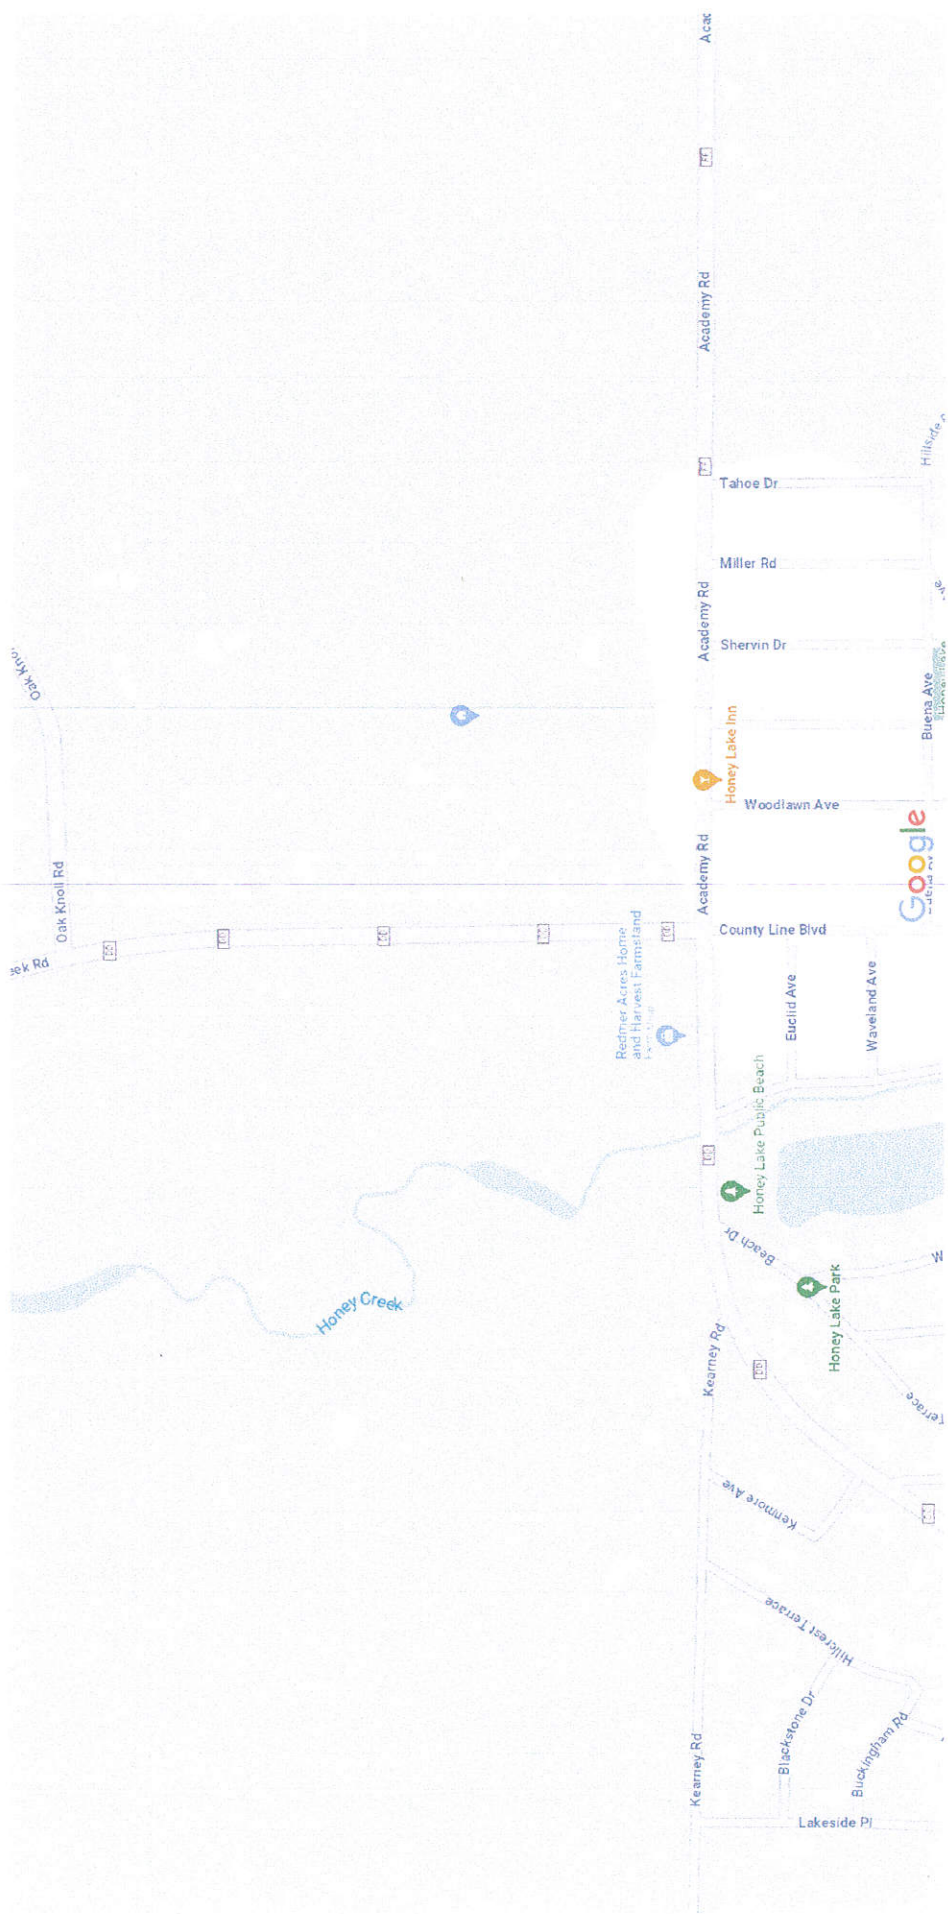 Oak Knoll Rd
Honey Creek
Redmer Acres Home
and Harvest Farmstand
Kearney Rd
Kearney Rd
Academy Rd
Academy Rd
Academy Rd
Honey Lake Inn
Lakeside Pl
Blackstone Dr
Buckingham Rd
Hillcrest Terrace
Kenmore Ave
Terrace
Honey Lake Park
Beach Dr
Honey Lake Public Beach
Euclid Ave
Waveland Ave
County Line Blvd
Woodlawn Ave
Shervin Dr
Miller Rd
Tahoe Dr
Buena Ave
Hillside
Google